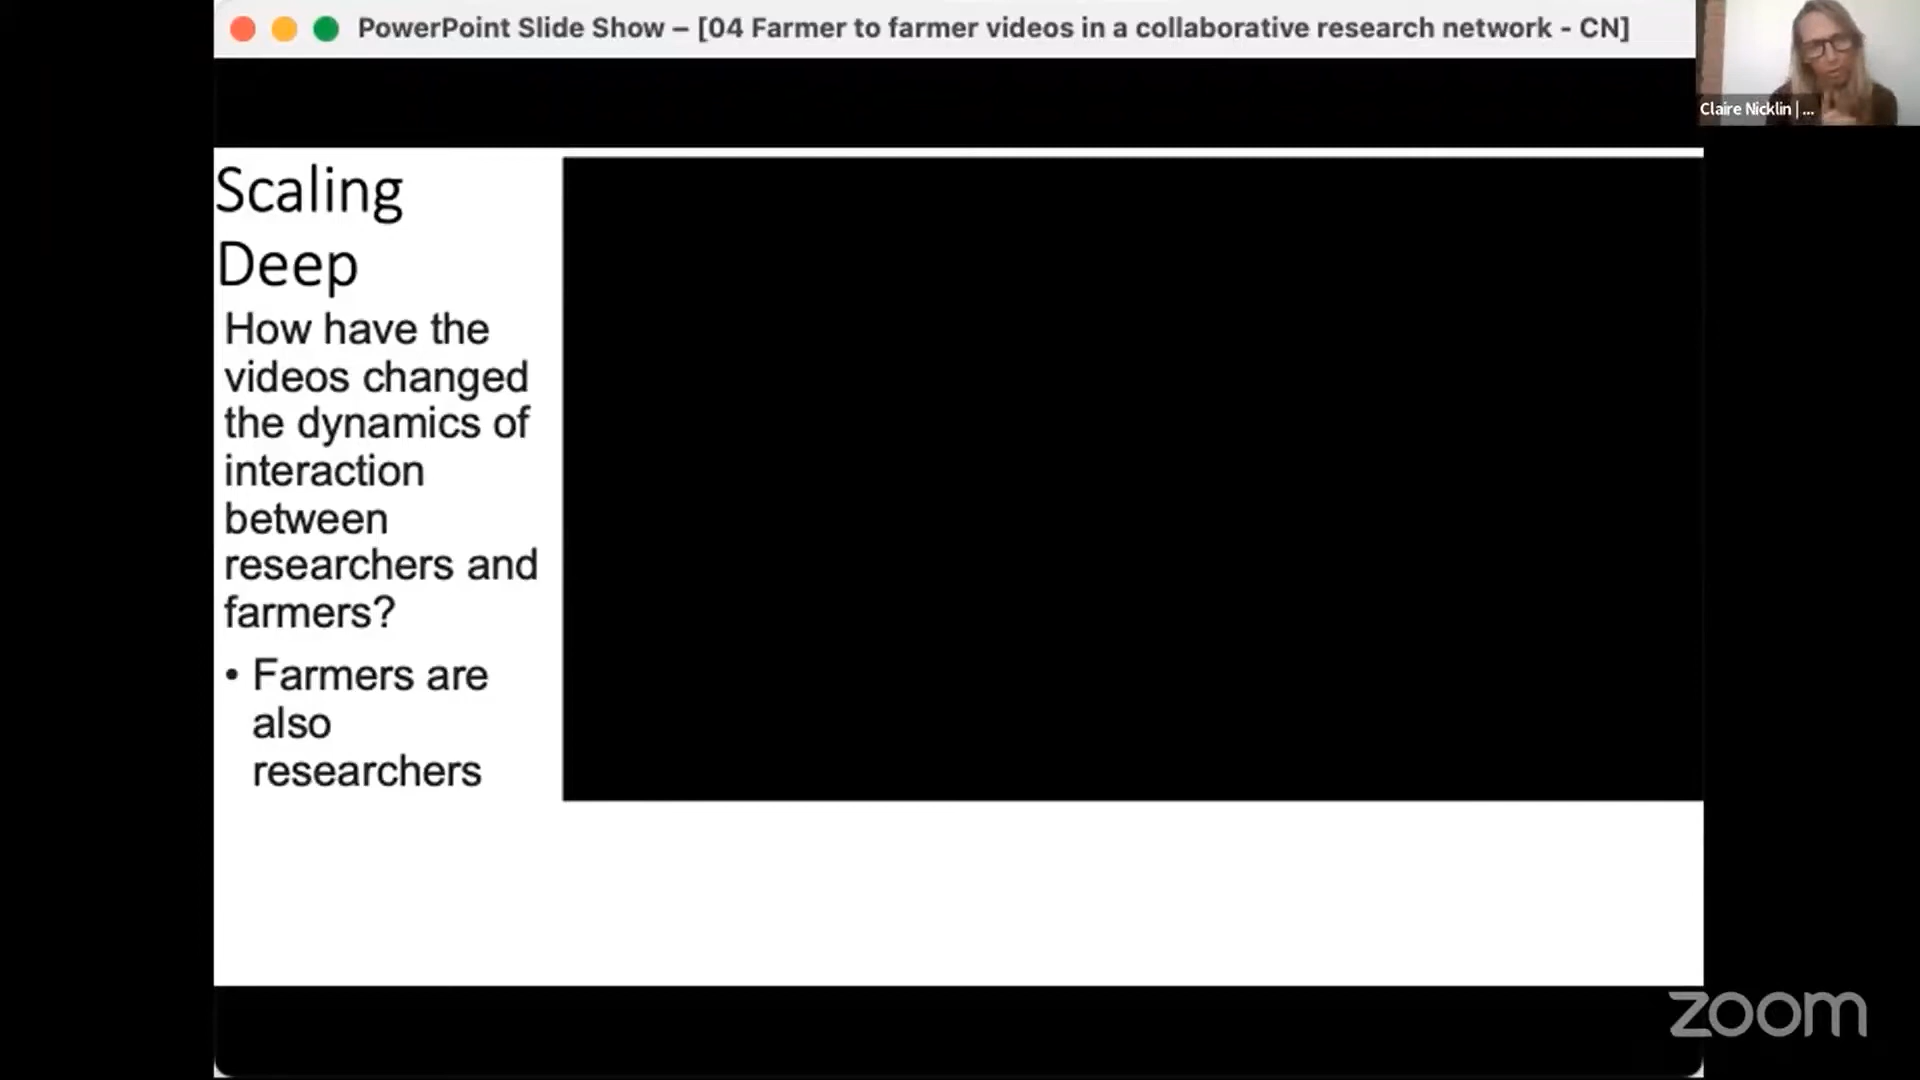 PowerPoint Slide Show – [04 Farmer to farmer videos in a collaborative research network - CN]
Claire Nicklin | ...
Scaling
Deep
How have the
videos changed
the dynamics of
interaction
between
researchers and
farmers?
• Farmers are
also
researchers
zoom